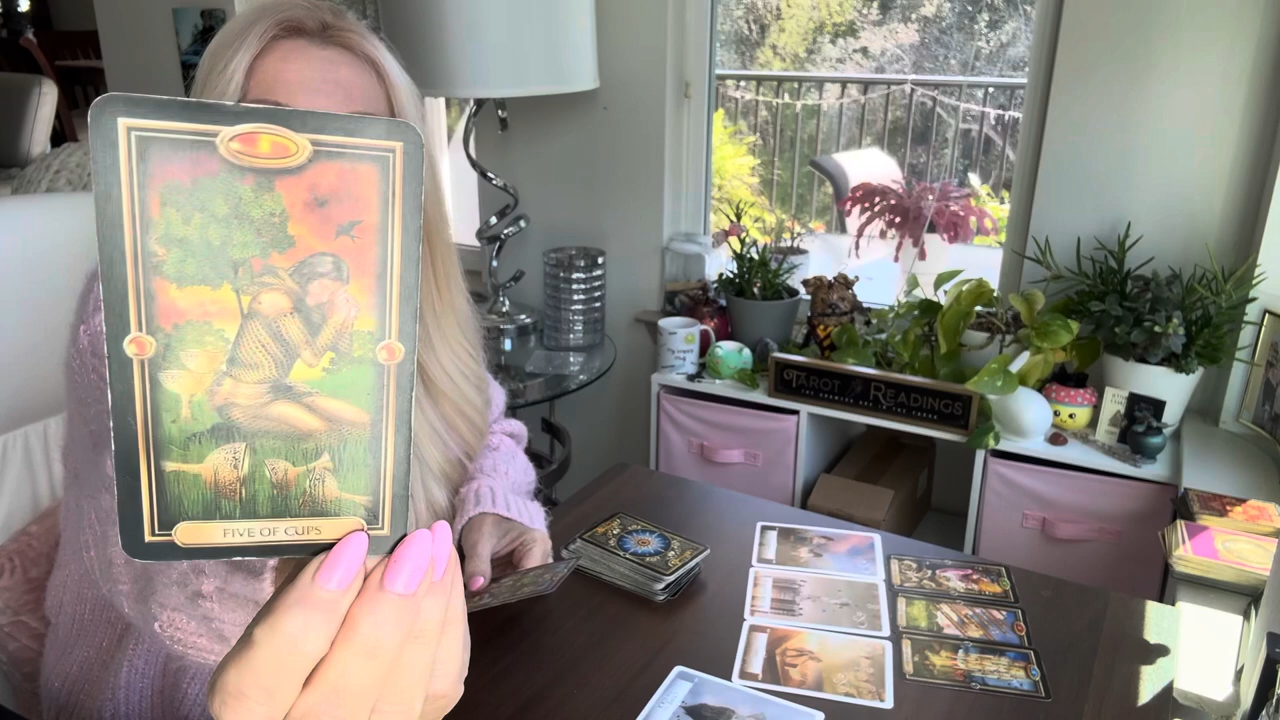 FIVE OF CUPS
TAROT READINGS
THE ANSWERS ARE IN THE CARDS